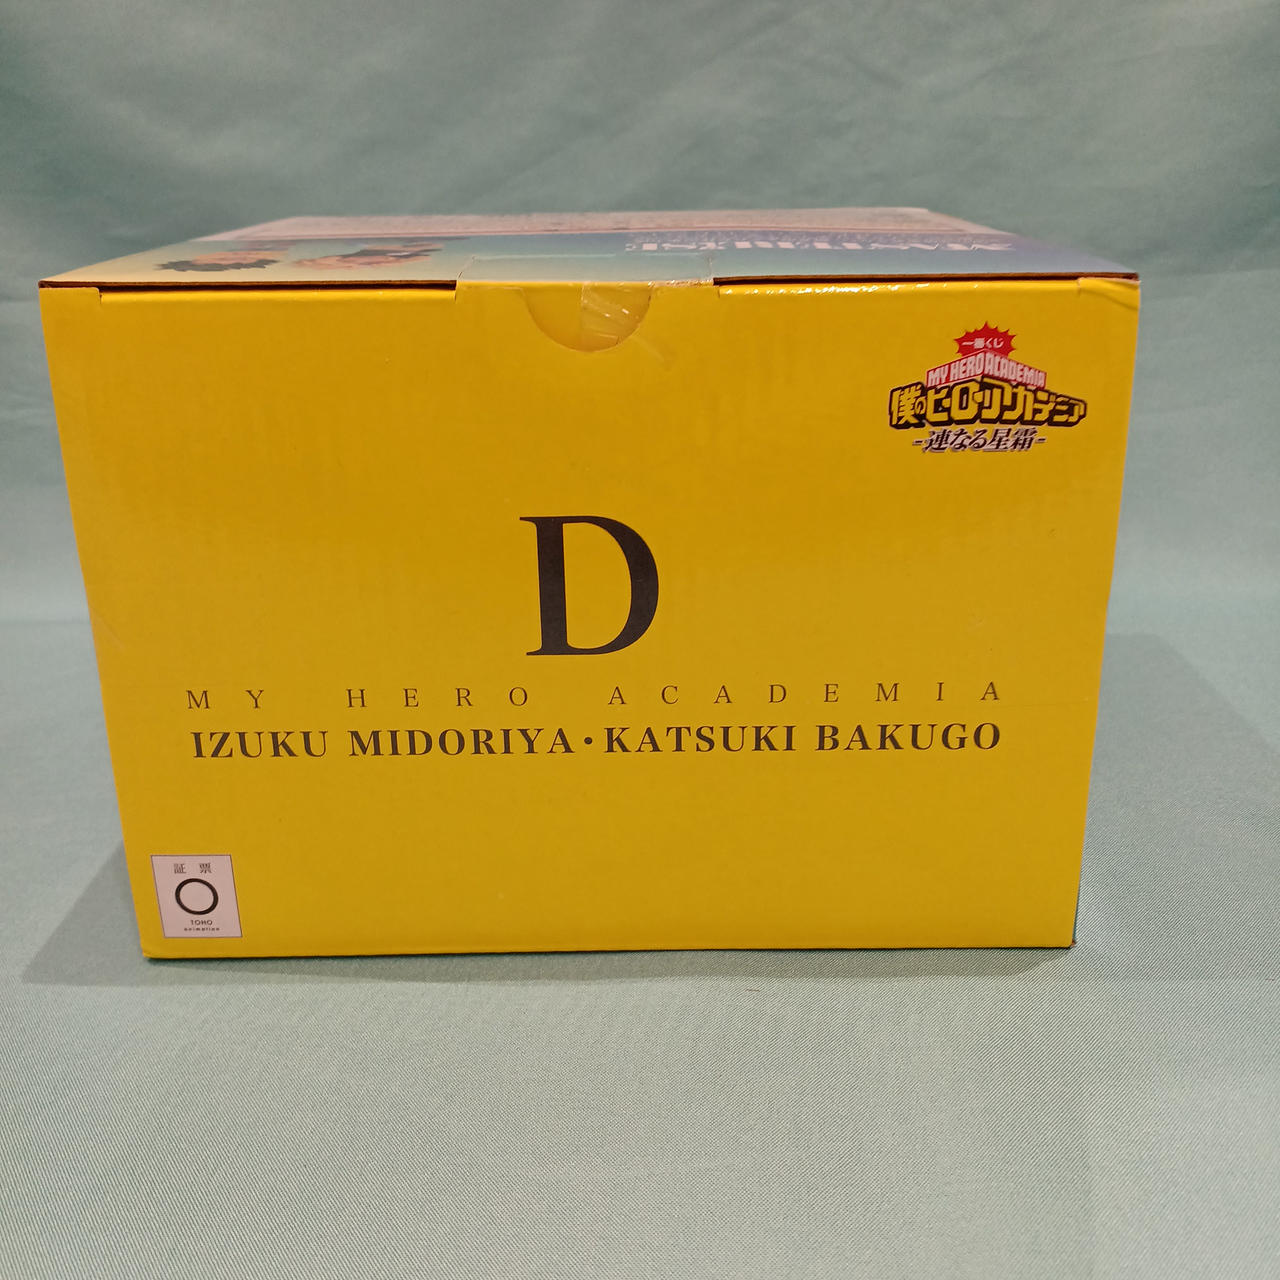 MASTERLISE
一番くじ
MY HERO ACADEMIA
僕のヒーローアカデミア
-連なる星霜-
D
MY HERO ACADEMIA
IZUKU MIDORIYA・KATSUKI BAKUGO
証 票
TOHO
animation